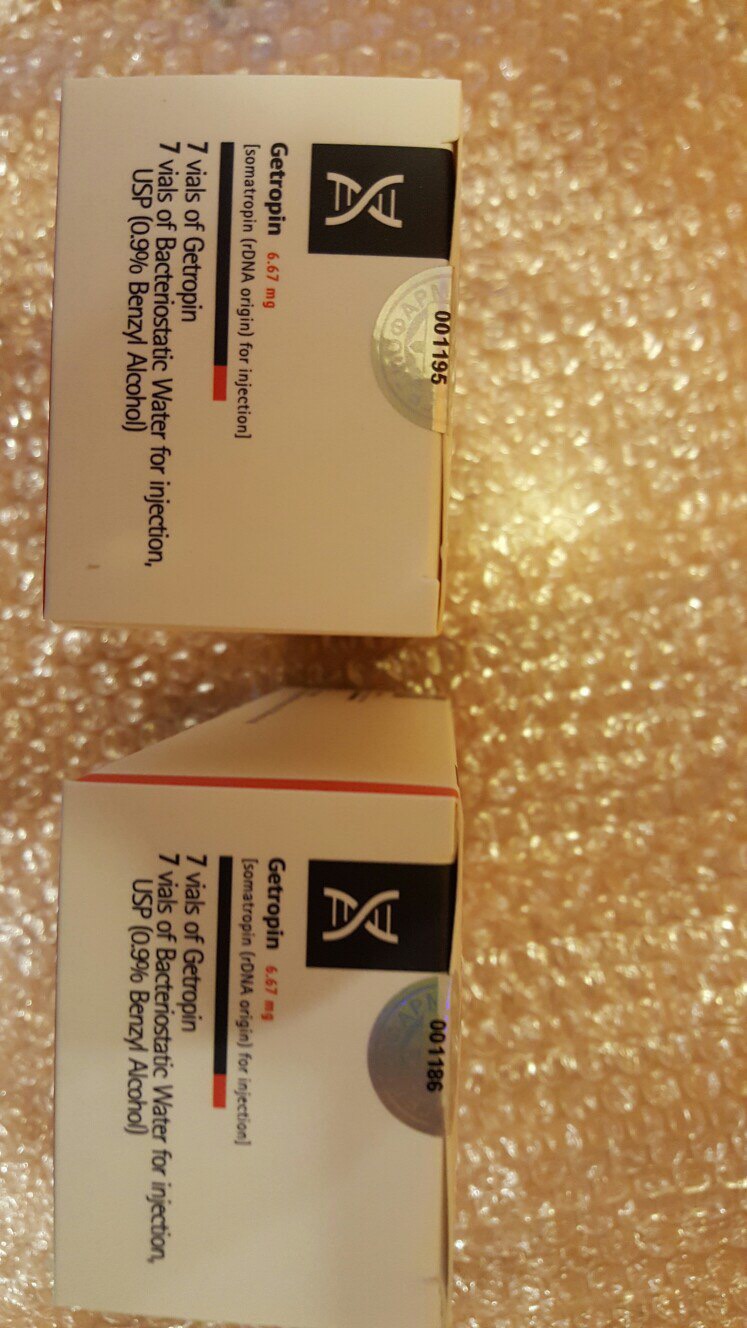 Getropin 6.67 mg
[somatropin (rDNA origin) for injection]
7 vials of Getropin
7 vials of Bacteriostatic Water for injection,
USP (0.9% Benzyl Alcohol)
001195
Getropin 6.67 mg
[somatropin (rDNA origin) for injection]
7 vials of Getropin
7 vials of Bacteriostatic Water for injection,
USP (0.9% Benzyl Alcohol)
001186